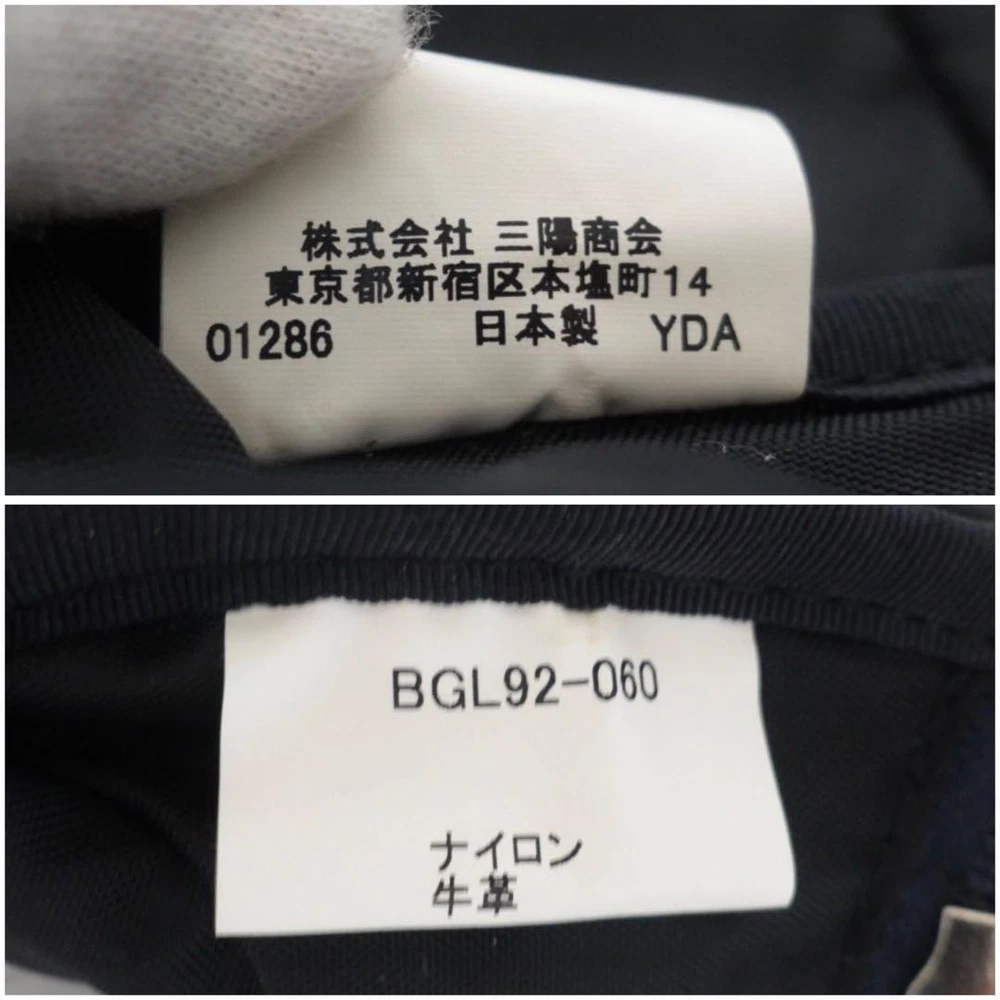 株式会社 三陽商会
東京都新宿区本塩町14
01286 日本製 YDA
BGL92-060
ナイロン
牛革